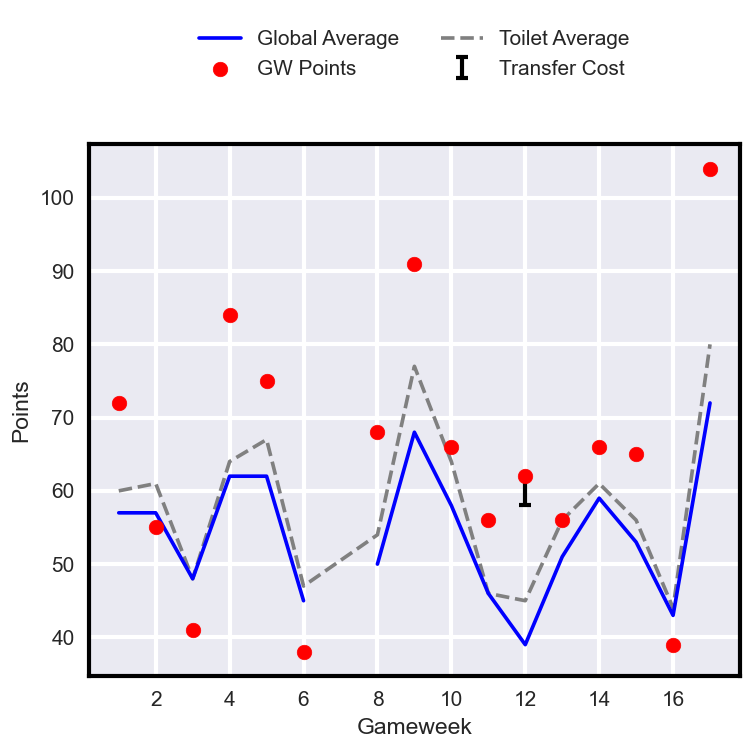 Global Average
Toilet Average
GW Points
Transfer Cost
100
90
80
70
60
50
40
Points
2 4 6 8 10 12 14 16
Gameweek